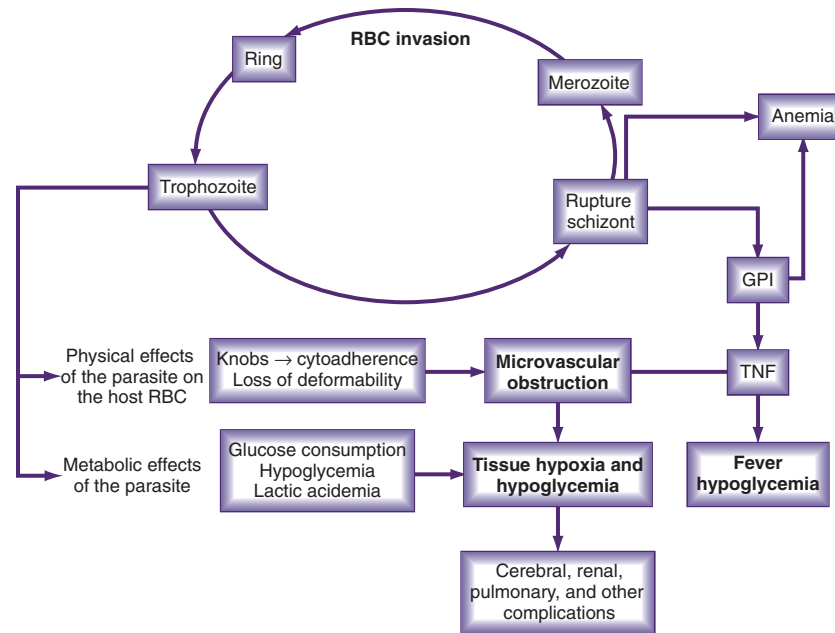 RBC invasion
Ring
Merozoite
Anemia
Trophozoite
Rupture
schizont
GPI
Physical effects
of the parasite on
the host RBC
Knobs → cytoadherence
Loss of deformability
Microvascular
obstruction
TNF
Metabolic effects
of the parasite
Glucose consumption
Hypoglycemia
Lactic acidemia
Tissue hypoxia and
hypoglycemia
Fever
hypoglycemia
Cerebral, renal,
pulmonary, and other
complications